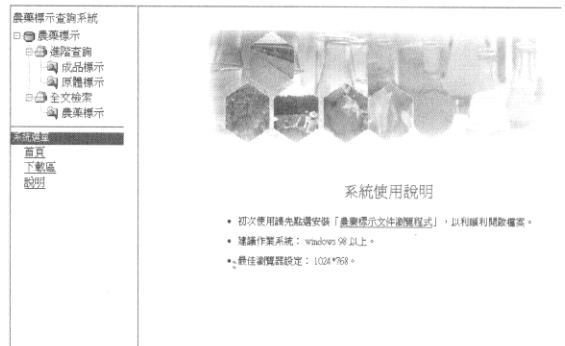 農藥標示查詢系統
農藥標示
進階查詢
成品標示
原體標示
全文檢索
農藥標示
系統選單
首頁
下載區
說明
系統使用說明
• 初次使用請先點選安裝「農藥標示文件瀏覽程式」，以利順利開啟檔案。
• 建議作業系統： windows 98 以上。
• 最佳瀏覽器設定： 1024*768。